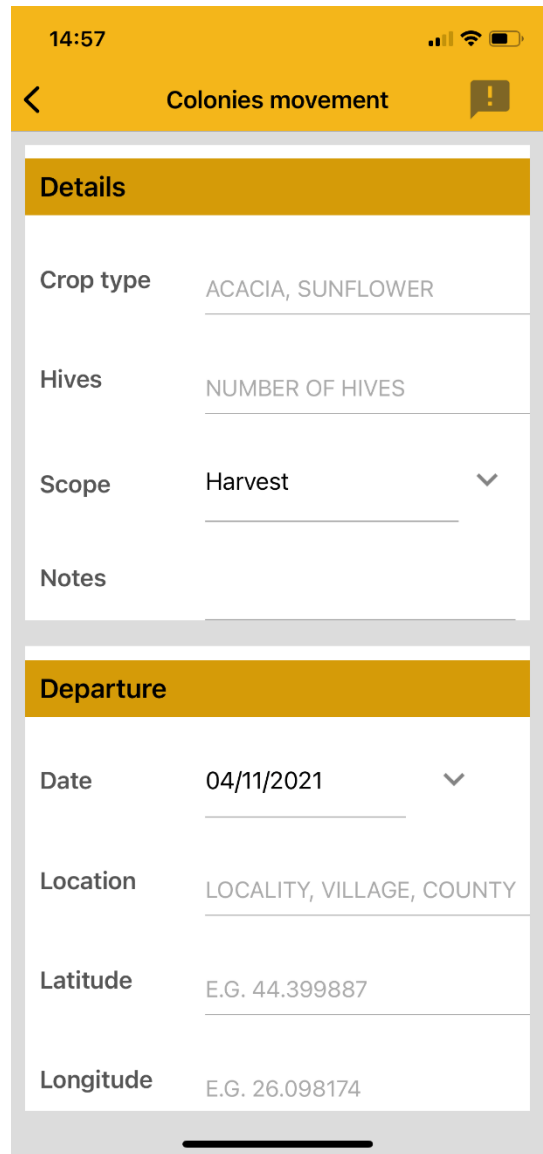 14:57
Colonies movement
Details
Crop type ACACIA, SUNFLOWER
Hives NUMBER OF HIVES
Scope Harvest
Notes
Departure
Date 04/11/2021
Location LOCALITY, VILLAGE, COUNTY
Latitude E.G. 44.399887
Longitude E.G. 26.098174